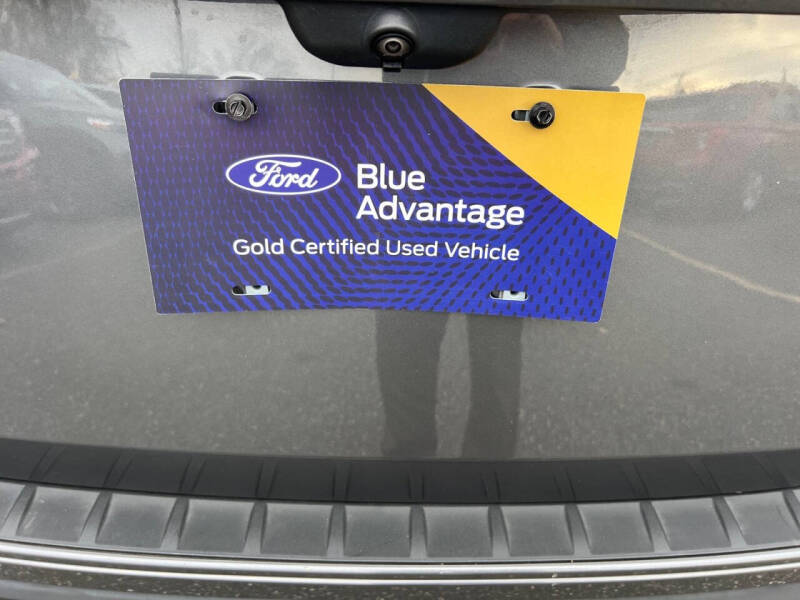 Ford
Blue
Advantage
Gold Certified Used Vehicle